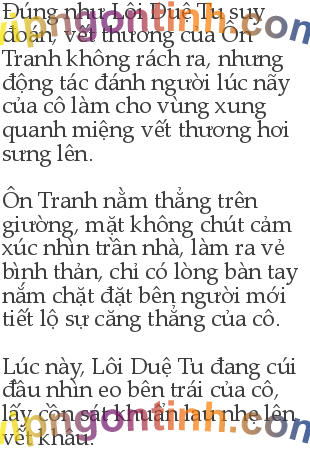 Đúng như Lôi Duệ Tu suy
đoán, vết thương của Ôn
Tranh không rách ra, nhưng
động tác đánh người lúc nãy
của cô làm cho vùng xung
quanh miệng vết thương hơi
sưng lên.
Ôn Tranh nằm thẳng trên
giường, mặt không chút cảm
xúc nhìn trần nhà, làm ra vẻ
bình thản, chỉ có lòng bàn tay
nắm chặt đặt bên người mới
tiết lộ sự căng thẳng của cô.
Lúc này, Lôi Duệ Tu đang cúi
đầu nhìn eo bên trái của cô,
lấy cồn sát khuẩn lau nhẹ lên
vết khâu.
vipngontinh.com
vipngontinh.com